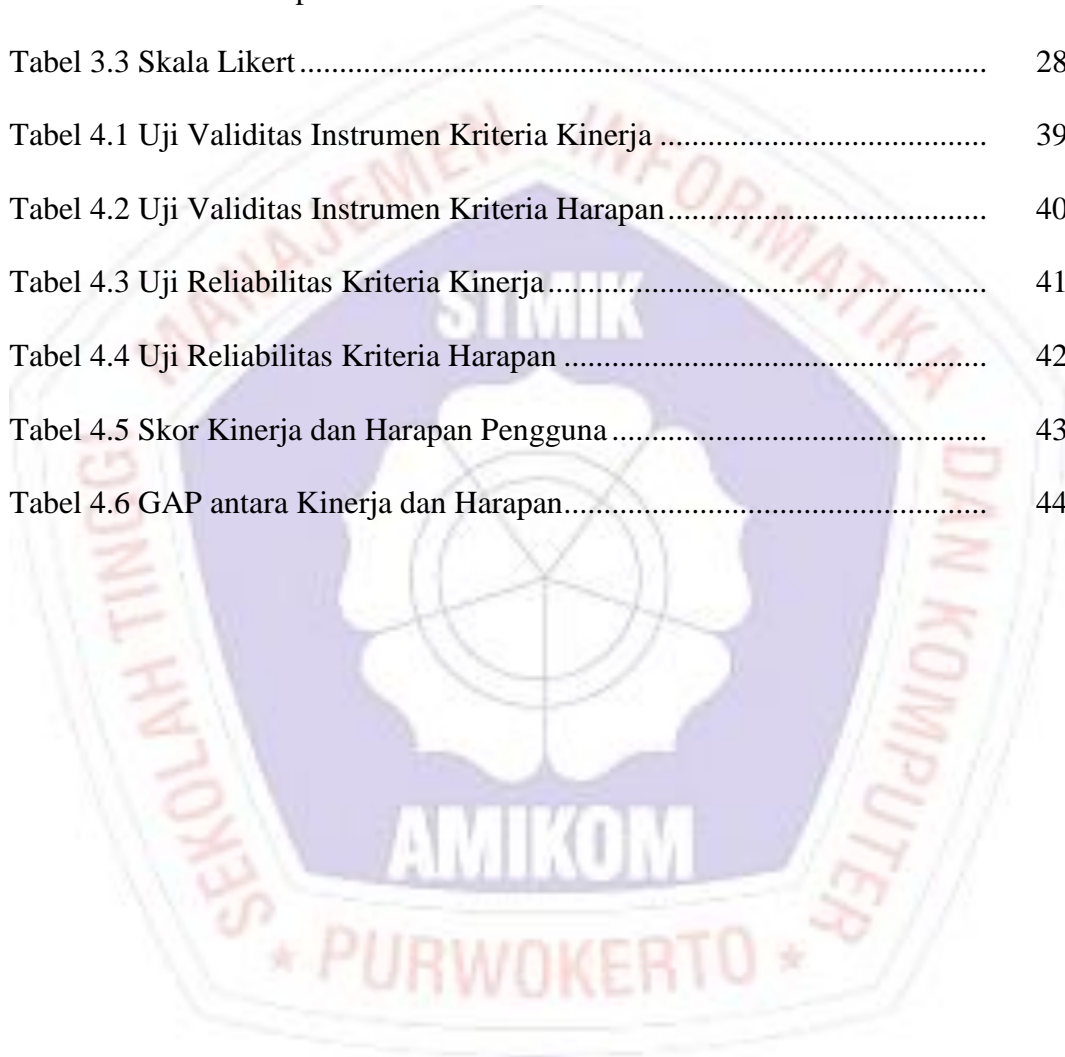 Tabel 3.3 Skala Likert ........................................................................................ 28
Tabel 4.1 Uji Validitas Instrumen Kriteria Kinerja .......................................... 39
Tabel 4.2 Uji Validitas Instrumen Kriteria Harapan ......................................... 40
Tabel 4.3 Uji Reliabilitas Kriteria Kinerja ........................................................ 41
Tabel 4.4 Uji Reliabilitas Kriteria Harapan ...................................................... 42
Tabel 4.5 Skor Kinerja dan Harapan Pengguna ................................................ 43
Tabel 4.6 GAP antara Kinerja dan Harapan ...................................................... 44
SEKOLAH TINGGI MANAJEMEN INFORMATIKA DAN KOMPUTER
STMIK
AMIKOM
* PURWOKERTO *